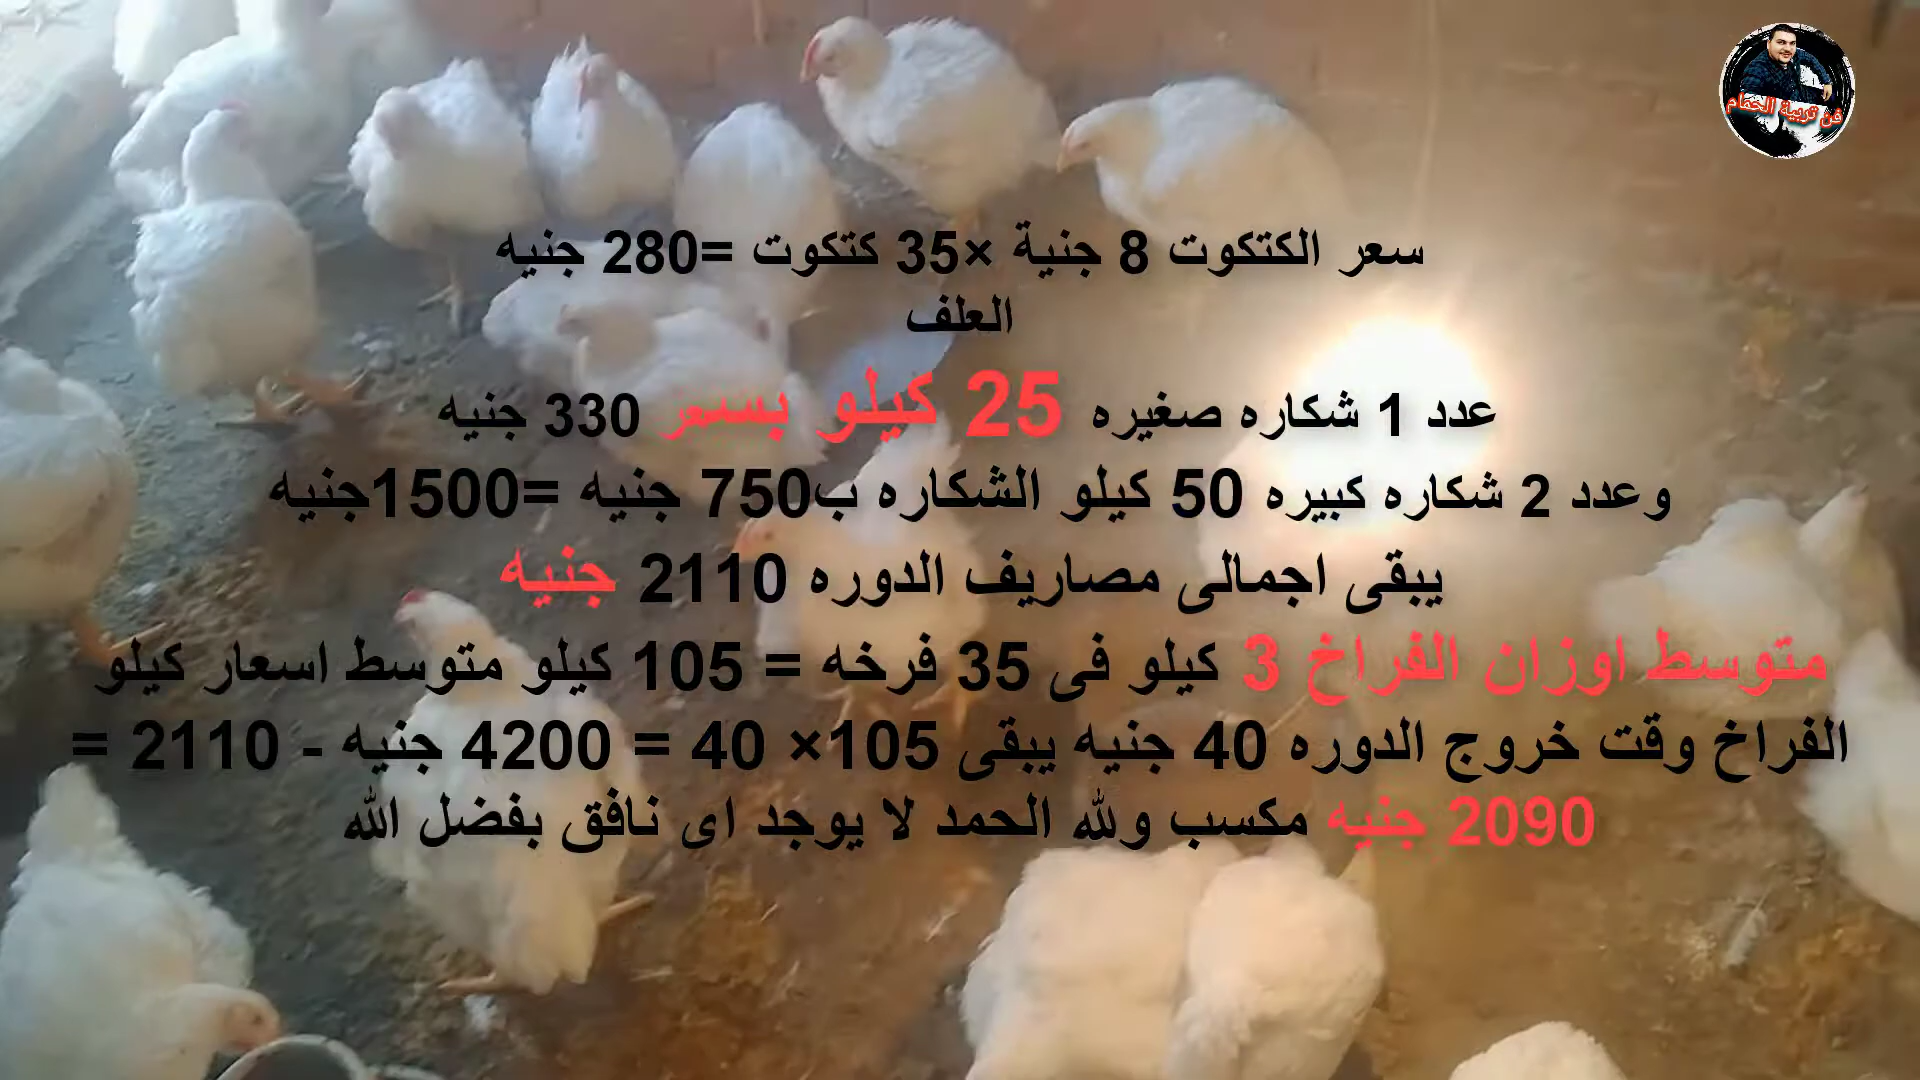 فن تربية الحمام
سعر الكتكوت 8 جنية ×35 كتكوت =280 جنيه
العلف
عدد 1 شكاره صغيره 25 كيلو بسعر 330 جنيه
وعدد 2 شكاره كبيره 50 كيلو الشكاره ب750 جنيه =1500جنيه
يبقى اجمالى مصاريف الدوره 2110 جنيه
متوسط اوزان الفراخ 3 كيلو فى 35 فرخه = 105 كيلو متوسط اسعار كيلو
الفراخ وقت خروج الدوره 40 جنيه يبقى 105× 40 = 4200 جنيه - 2110 =
2090 جنيه مكسب ولله الحمد لا يوجد اى نافق بفضل الله